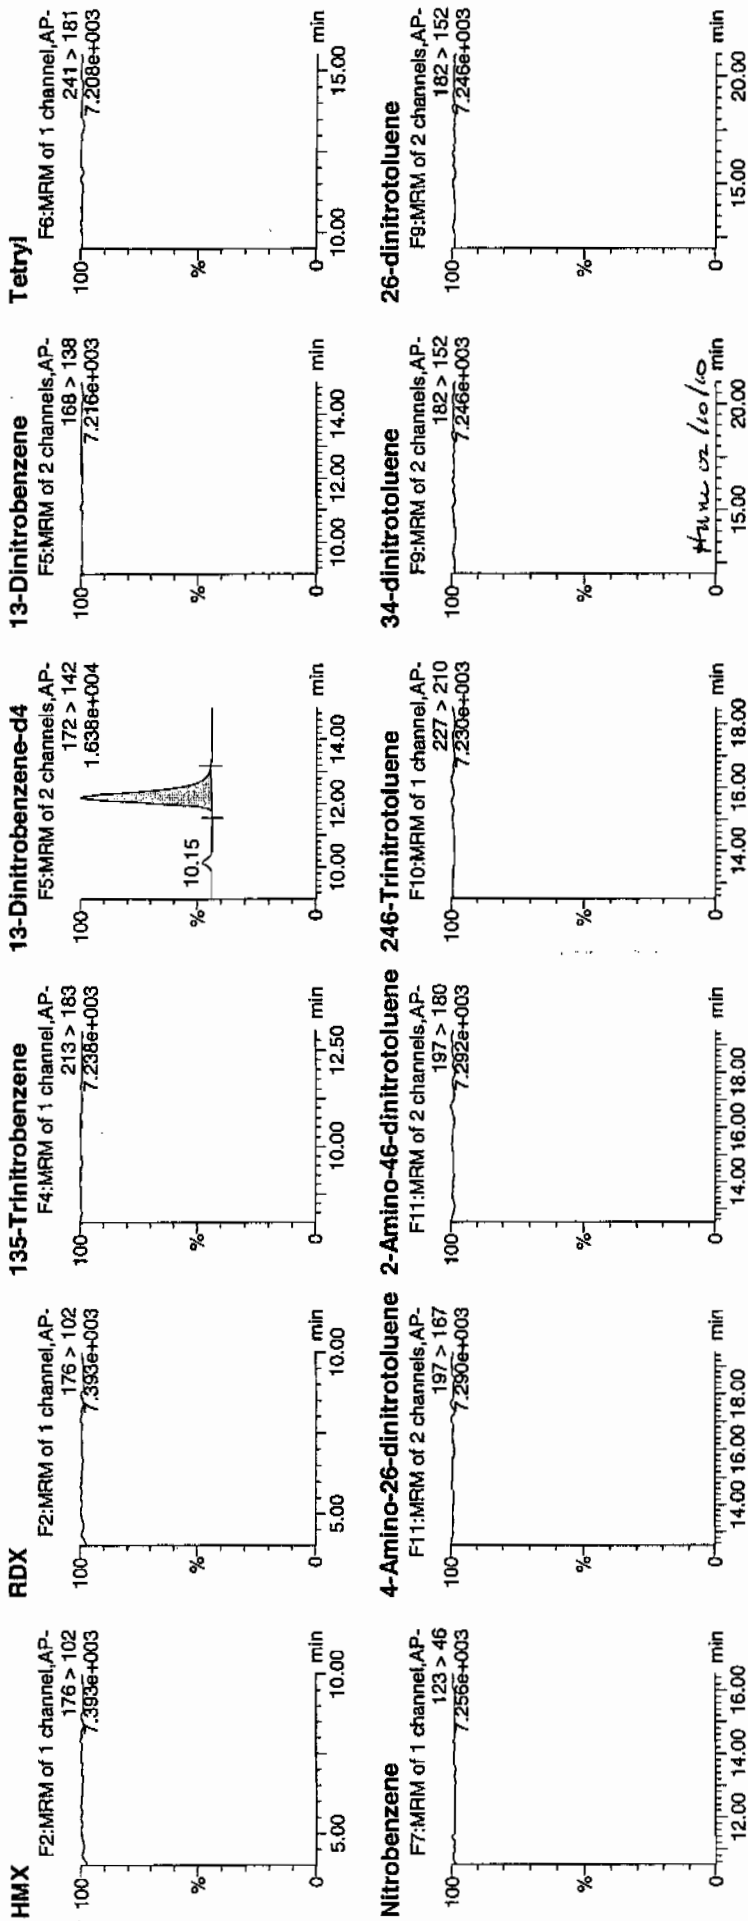 HMX
F2:MRM of 1 channel,AP-
176 > 102
7.393e+003
100
%
0
5.00
10.00
min
RDX
F2:MRM of 1 channel,AP-
176 > 102
7.393e+003
100
%
0
5.00
10.00
min
135-Trinitrobenzene
F4:MRM of 1 channel,AP-
213 > 183
7.238e+003
100
%
0
10.00
12.50
min
13-Dinitrobenzene-d4
F5:MRM of 2 channels,AP-
172 > 142
1.638e+004
100
%
10.15
0
10.00
12.00
14.00
min
13-Dinitrobenzene
F5:MRM of 2 channels,AP-
168 > 138
7.216e+003
100
%
0
10.00
12.00
14.00
min
Tetryl
F6:MRM of 1 channel,AP-
241 > 181
7.208e+003
100
%
0
10.00
15.00
min
Nitrobenzene
F7:MRM of 1 channel,AP-
123 > 46
7.256e+003
100
%
0
12.00
14.00
16.00
min
4-Amino-26-dinitrotoluene
F11:MRM of 2 channels,AP-
197 > 167
7.290e+003
100
%
0
14.00
16.00
18.00
min
2-Amino-46-dinitrotoluene
F11:MRM of 2 channels,AP-
197 > 180
7.292e+003
100
%
0
14.00
16.00
18.00
min
246-Trinitrotoluene
F10:MRM of 1 channel,AP-
227 > 210
7.230e+003
100
%
0
14.00
16.00
18.00
min
34-dinitrotoluene
F9:MRM of 2 channels,AP-
182 > 152
7.246e+003
100
%
0
15.00
20.00
min
02/10/10
26-dinitrotoluene
F9:MRM of 2 channels,AP-
182 > 152
7.246e+003
100
%
0
15.00
20.00
min